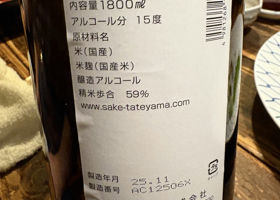 内容量1800㎖
アルコール分 15度
原材料名
米(国産)
米麹(国産米)
醸造アルコール
精米歩合 59%
www.sake-tateyama.com
製造年月 25.11
製造番号 AC12506X